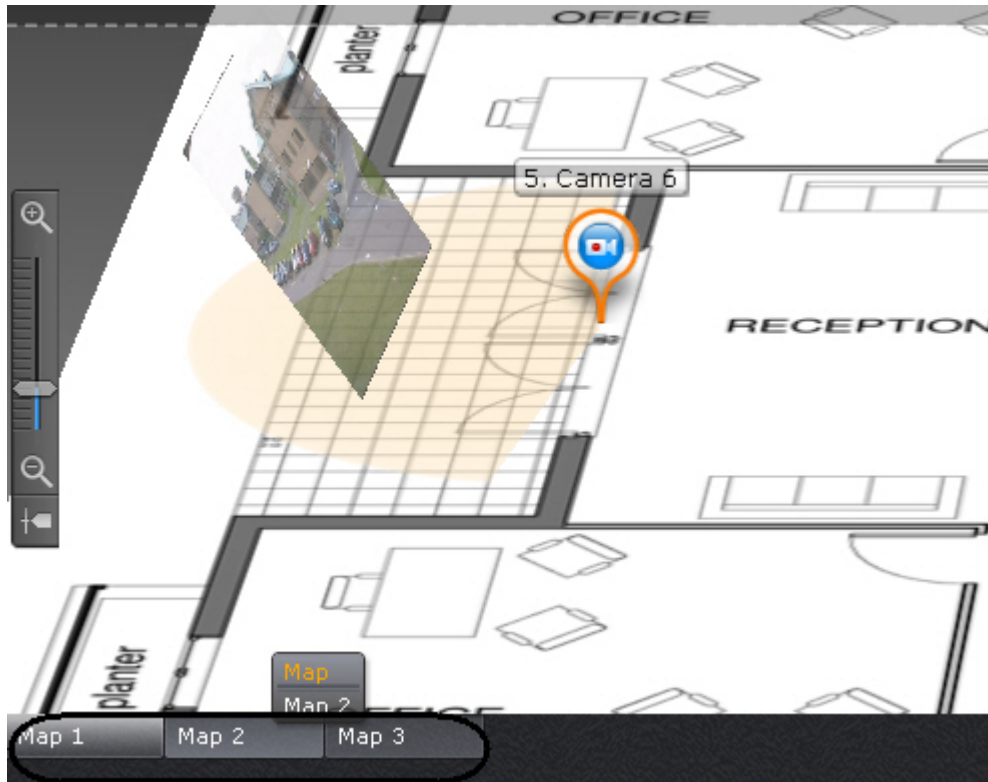 OFFICE
planter
5. Camera 6
RECEPTION
planter
Map
Map 2
Map 1
Map 2
Map 3